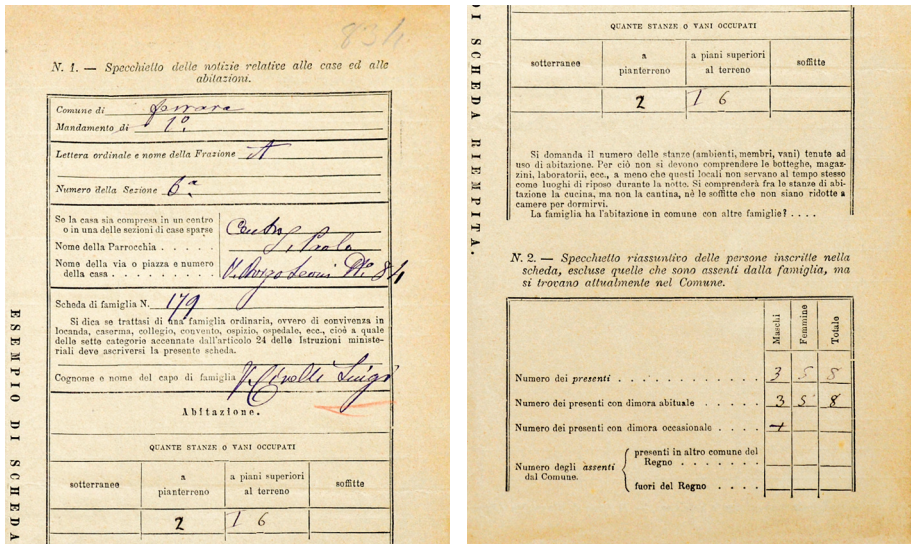 834
N. 1. — Specchietto delle notizie relative alle case ed alle
abitazioni.
Comune di Ferrara
Mandamento di 1º
Lettera ordinale e nome della Frazione A
Numero della Sezione 6ª
Se la casa sia compresa in un centro
o in una delle sezioni di case sparse Centro
Nome della Parrocchia . . . . . S. Paolo
Nome della via o piazza e numero
della casa . . . . . . . . . 84
Scheda di famiglia N. 179
Si dica se trattasi di una famiglia ordinaria, ovvero di convivenza in
locanda, caserma, collegio, convento, ospizio, ospedale, ecc., cioè a quale
delle sette categorie accennate dall'articolo 24 delle Istruzioni ministe-
riali deve ascriversi la presente scheda.
Cognome e nome del capo di famiglia Luigi
Abitazione.
QUANTE STANZE O VANI OCCUPATI
sotterranee
a
pianterreno
a piani superiori
al terreno
soffitte
2 1 6
ESEMPIO DI SCHEDA
QUANTE STANZE O VANI OCCUPATI
sotterranee
a
pianterreno
a piani superiori
al terreno
soffitte
2 1 6
Si domanda il numero delle stanze (ambienti, membri, vani) tenute ad
uso di abitazione. Per ciò non si devono comprendere le botteghe, magaz-
zini, laboratorii, ecc., a meno che questi locali non servano al tempo stesso
come luoghi di riposo durante la notte. Si comprenderà fra le stanze di abi-
tazione la cucina, ma non la cantina, nè le soffitte che non siano ridotte a
camere per dormirvi.
La famiglia ha l'abitazione in comune con altre famiglie? . . . .
DI SCHEDA RIEMPITA.
N. 2. — Specchietto riassuntivo delle persone inscritte nella
scheda, escluse quelle che sono assenti dalla famiglia, ma
si trovano attualmente nel Comune.
Maschi
Femmine
Totale
Numero dei presenti . . . . . . . . . . . . 3 5 8
Numero dei presenti con dimora abituale . . . . . 3 5 8
Numero dei presenti con dimora occasionale . . . .
Numero degli assenti
dal Comune.
presenti in altro comune del
Regno . . . . . . .
fuori del Regno . . . .